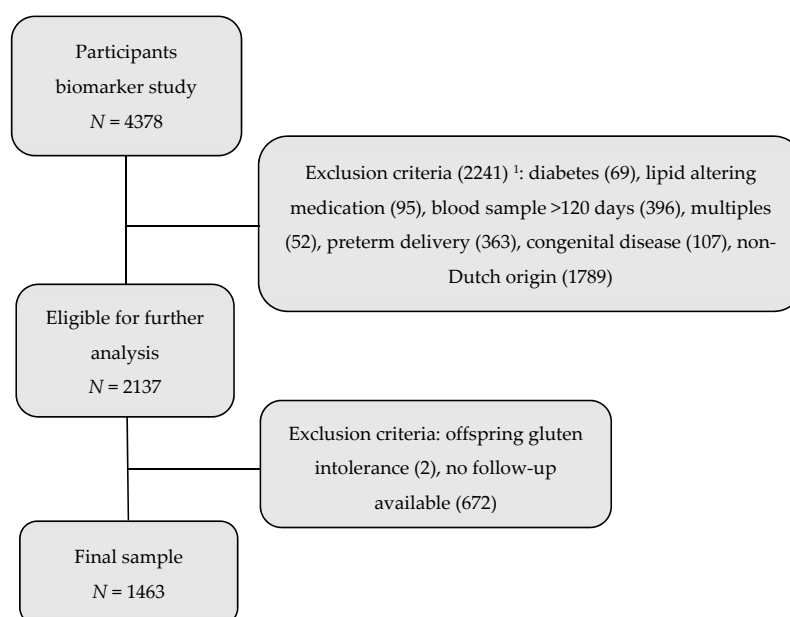 Participants
biomarker study
N = 4378
Exclusion criteria (2241) ¹: diabetes (69), lipid altering
medication (95), blood sample >120 days (396), multiples
(52), preterm delivery (363), congenital disease (107), non-
Dutch origin (1789)
Eligible for further
analysis
N = 2137
Exclusion criteria: offspring gluten
intolerance (2), no follow-up
available (672)
Final sample
N = 1463